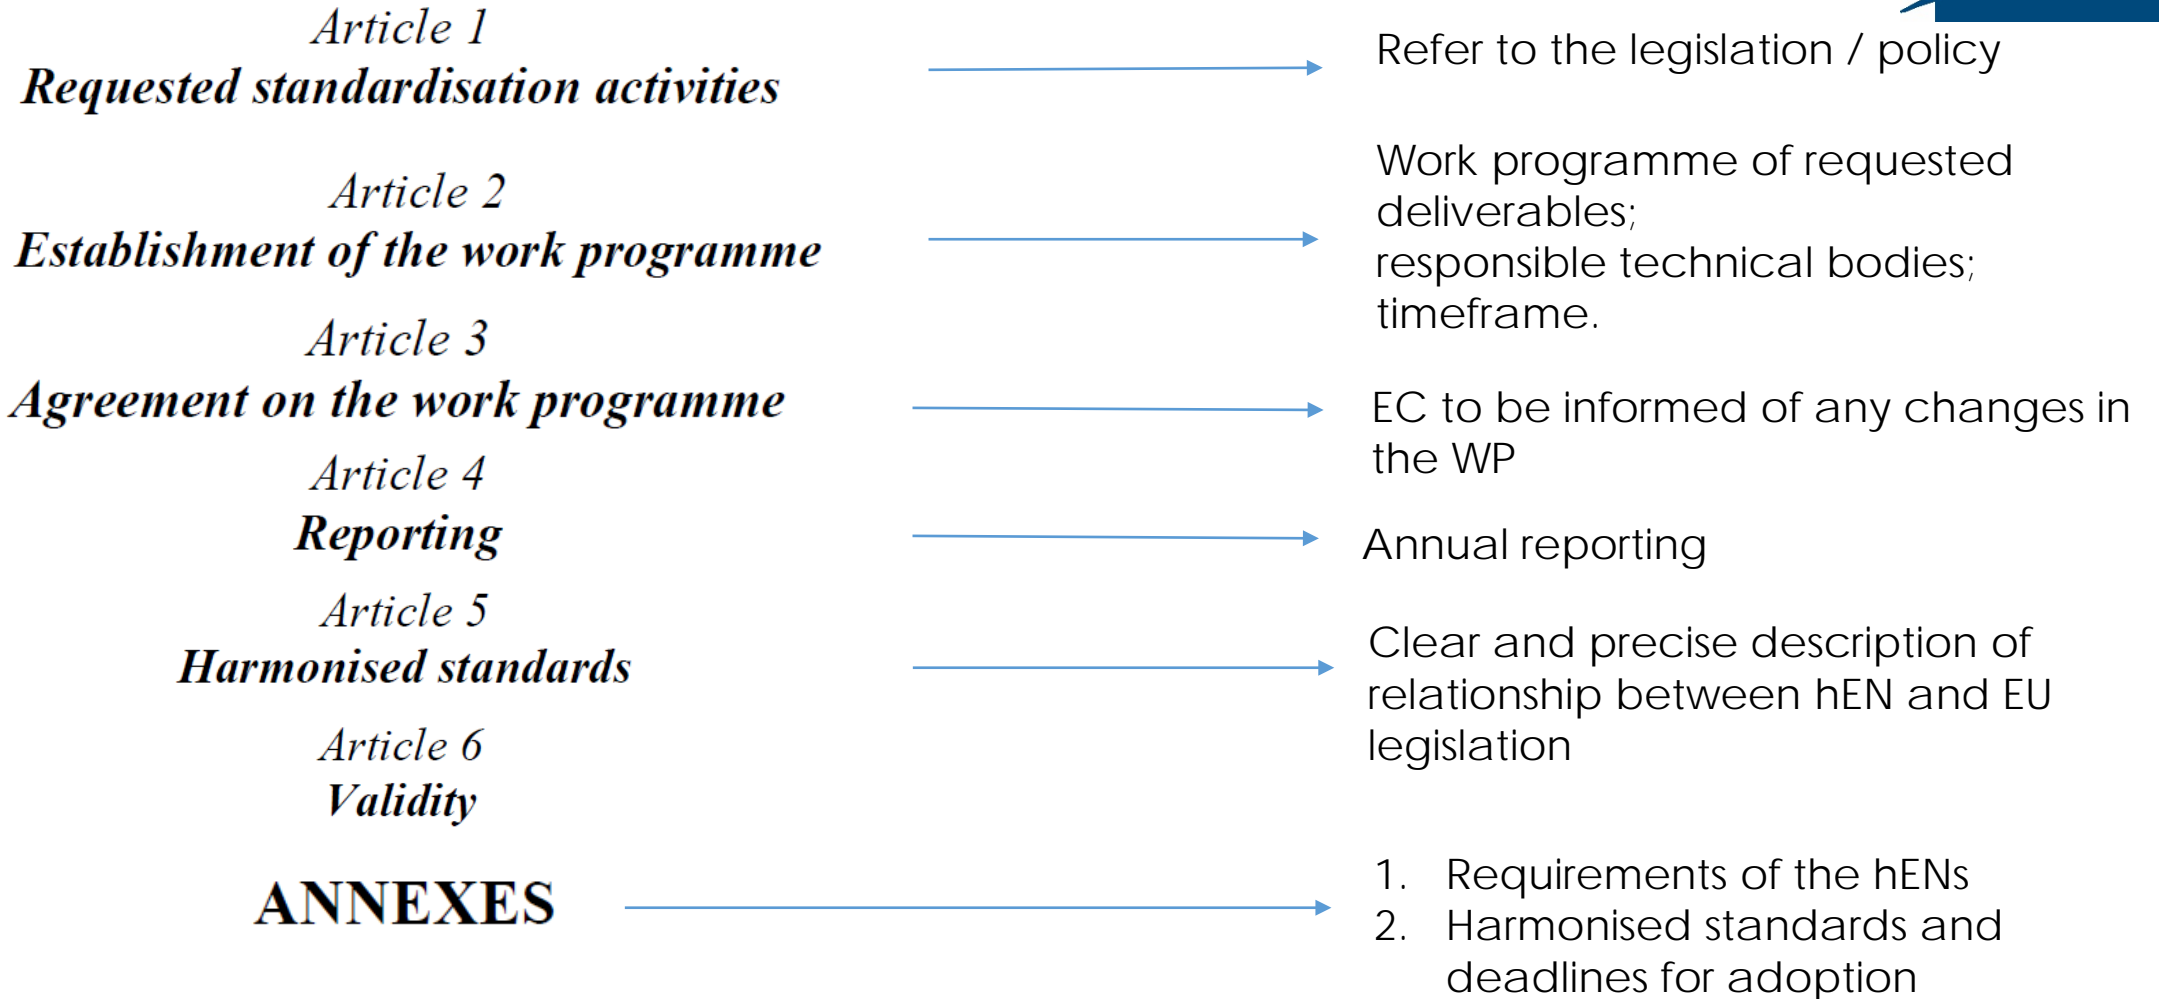 Article 1
Requested standardisation activities
Refer to the legislation / policy
Article 2
Establishment of the work programme
Work programme of requested
deliverables;
responsible technical bodies;
timeframe.
Article 3
Agreement on the work programme
EC to be informed of any changes in
the WP
Article 4
Reporting
Annual reporting
Article 5
Harmonised standards
Clear and precise description of
relationship between hEN and EU
legislation
Article 6
Validity
ANNEXES
1. Requirements of the hENs
2. Harmonised standards and
deadlines for adoption